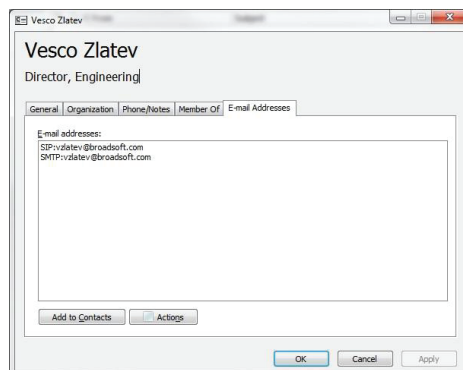 Vesco Zlatev
Vesco Zlatev
Director, Engineering
General Organization Phone/Notes Member Of E-mail Addresses
E-mail addresses:
SIP:vzlatev@broadsoft.com
SMTP:vzlatev@broadsoft.com
Add to Contacts Actions
OK Cancel Apply